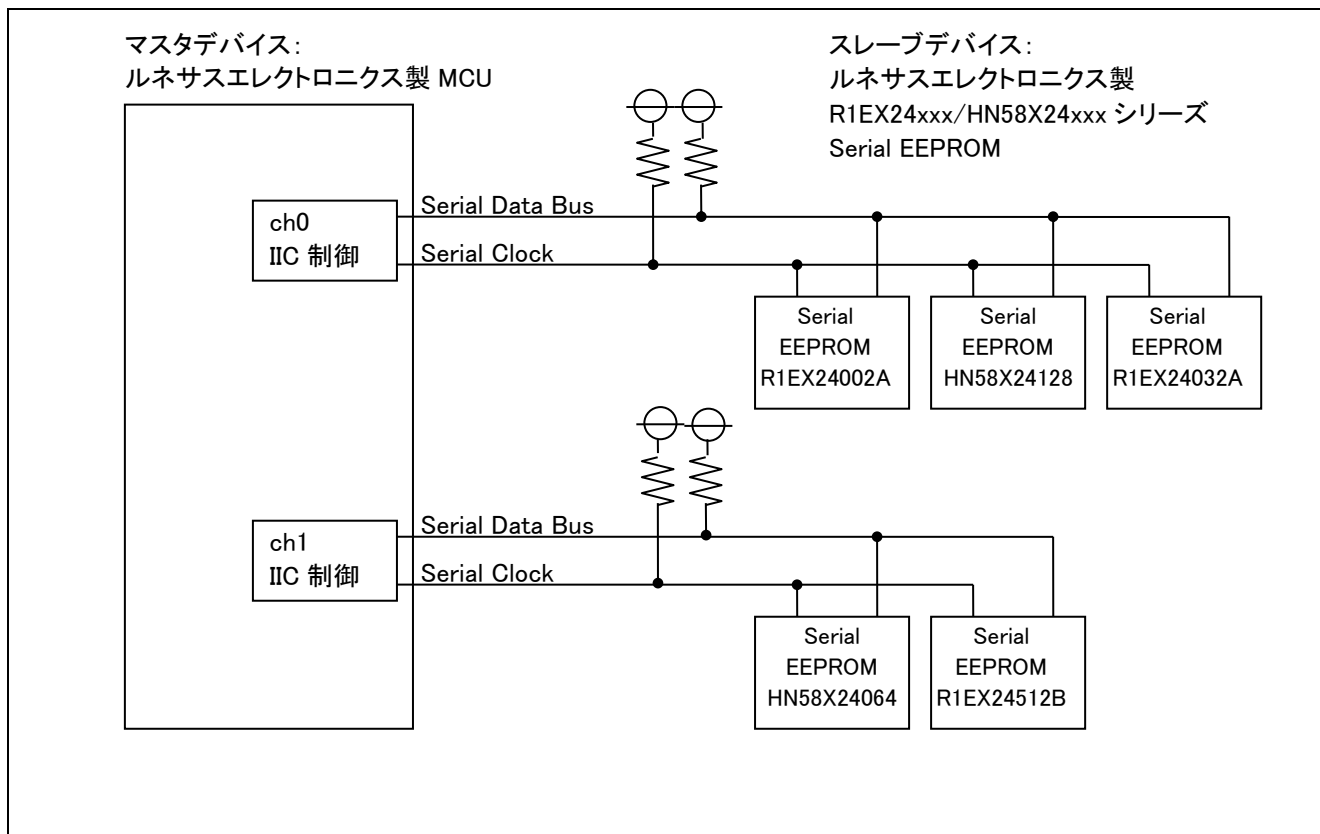 マスタデバイス:
ルネサスエレクトロニクス製 MCU
スレーブデバイス:
ルネサスエレクトロニクス製
R1EX24xxx/HN58X24xxx シリーズ
Serial EEPROM
ch0
IIC 制御
Serial Data Bus
Serial Clock
Serial
EEPROM
R1EX24002A
Serial
EEPROM
HN58X24128
Serial
EEPROM
R1EX24032A
ch1
IIC 制御
Serial Data Bus
Serial Clock
Serial
EEPROM
HN58X24064
Serial
EEPROM
R1EX24512B